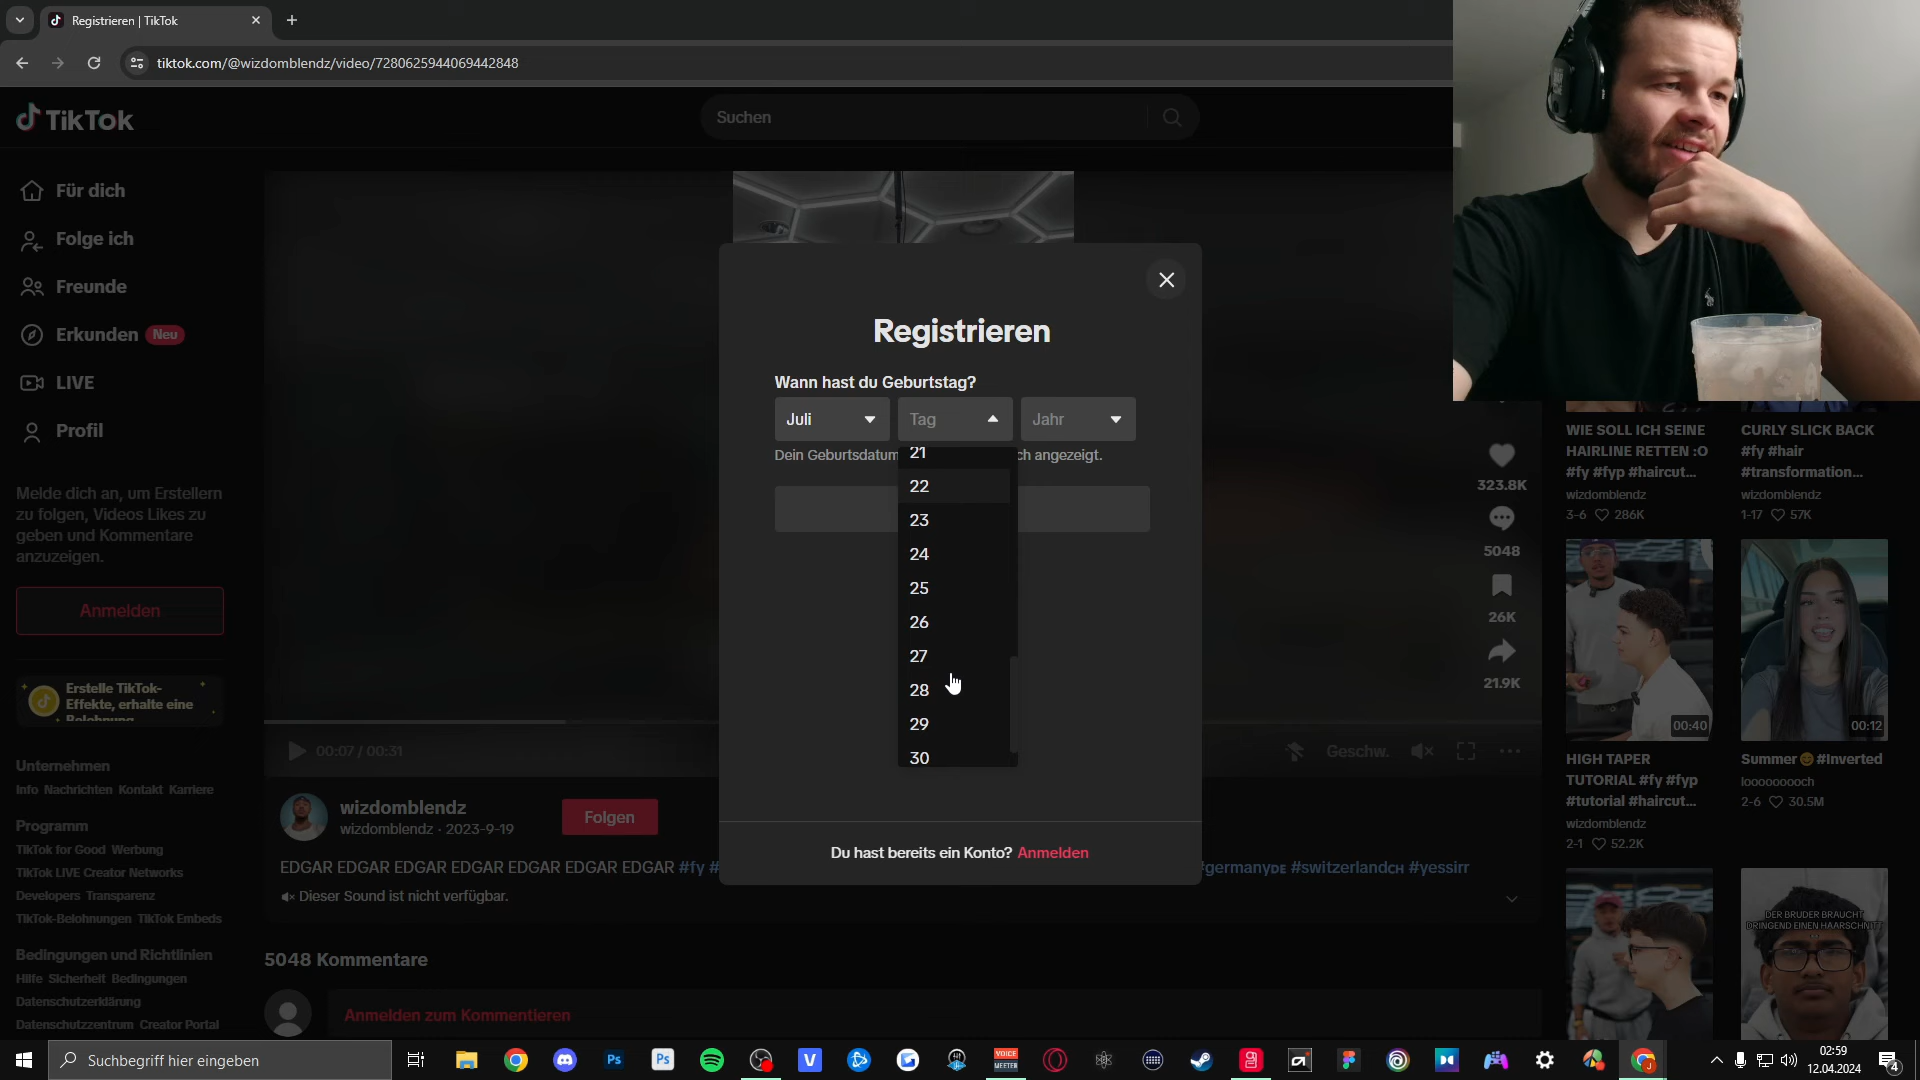 Registrieren | TikTok
tiktok.com/@wizdomblendz/video/7280625944069442848
TikTok
Suchen
Für dich
Folge ich
Freunde
Erkunden Neu
LIVE
Profil
Melde dich an, um Erstellern
zu folgen, Videos Likes zu
geben und Kommentare
anzuzeigen.
Anmelden
Erstelle TikTok-
Effekte, erhalte eine
Belohnung
Unternehmen
Info Nachrichten Kontakt Karriere
Programm
TikTok for Good Werbung
TikTok LIVE Creator Networks
Developers Transparenz
TikTok-Belohnungen TikTok Embeds
Bedingungen und Richtlinien
Hilfe Sicherheit Bedingungen
Datenschutzerklärung
Datenschutzzentrum Creator Portal
Registrieren
Wann hast du Geburtstag?
Juli Tag Jahr
Dein Geburtsdatum ch angezeigt.
21
22
23
24
25
26
27
28
29
30
Du hast bereits ein Konto? Anmelden
00:07 / 00:31
Geschw.
wizdomblendz
wizdomblendz · 2023-9-19
Folgen
EDGAR EDGAR EDGAR EDGAR EDGAR EDGAR EDGAR #fy # #germanyDE #switzerlandCH #yessirr
Dieser Sound ist nicht verfügbar.
5048 Kommentare
Anmelden zum Kommentieren
323.8K
5048
26K
21.9K
WIE SOLL ICH SEINE
HAIRLINE RETTEN :O
#fy #fyp #haircut...
wizdomblendz
3-6 286K
CURLY SLICK BACK
#fy #hair
#transformation...
wizdomblendz
1-17 57K
00:40
HIGH TAPER
TUTORIAL #fy #fyp
#tutorial #haircut...
wizdomblendz
2-1 52.2K
00:12
Summer #Inverted
looooooooch
2-6 30.5M
DER BRUDER BRAUCHT
DRINGEND EINEN HAARSCHNITT
Suchbegriff hier eingeben
Ps
Ps
VOICE
MEETER
02:59
12.04.2024
4